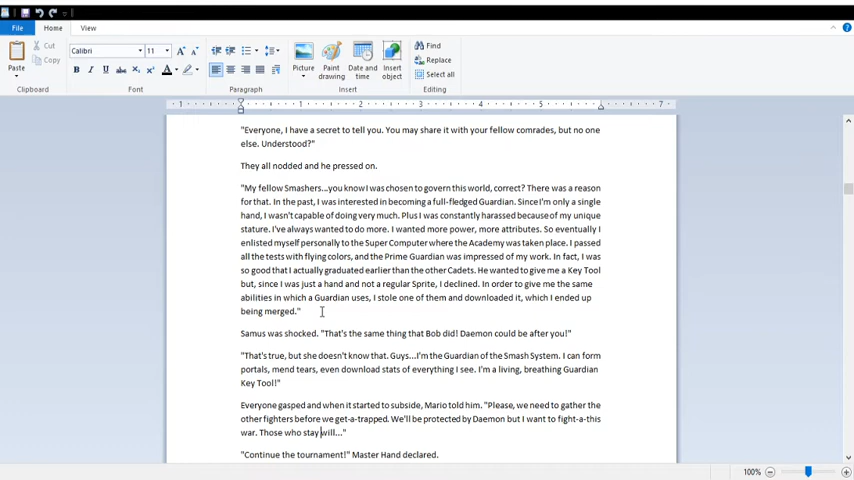 File Home View
Cut
Copy
Paste
Clipboard
Calibri 11
Font
Paragraph
Picture
Paint drawing
Date and time
Insert object
Insert
Find
Replace
Select all
Editing
1 1 2 3 4 5 7
"Everyone, I have a secret to tell you. You may share it with your fellow comrades, but no one
else. Understood?"
They all nodded and he pressed on.
"My fellow Smashers...you know I was chosen to govern this world, correct? There was a reason
for that. In the past, I was interested in becoming a full-fledged Guardian. Since I'm only a single
hand, I wasn't capable of doing very much. Plus I was constantly harassed because of my unique
stature. I've always wanted to do more. I wanted more power, more attributes. So eventually I
enlisted myself personally to the Super Computer where the Academy was taken place. I passed
all the tests with flying colors, and the Prime Guardian was impressed of my work. In fact, I was
so good that I actually graduated earlier than the other Cadets. He wanted to give me a Key Tool
but, since I was just a hand and not a regular Sprite, I declined. In order to give me the same
abilities in which a Guardian uses, I stole one of them and downloaded it, which I ended up
being merged."
Samus was shocked. "That's the same thing that Bob did! Daemon could be after you!"
"That's true, but she doesn't know that. Guys...I'm the Guardian of the Smash System. I can form
portals, mend tears, even download stats of everything I see. I'm a living, breathing Guardian
Key Tool!"
Everyone gasped and when it started to subside, Mario told him. "Please, we need to gather the
other fighters before we get-a-trapped. We'll be protected by Daemon but I want to fight-a-this
war. Those who stay will..."
"Continue the tournament!" Master Hand declared.
100%